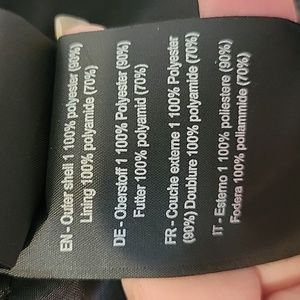 EN - Outer shell 1 100% polyester (90%)
Lining 100% polyamide (70%)
DE - Oberstoff 1 100% Polyester (90%)
Futter 100% polyamid (70%)
FR - Couche externe 1 100% Polyester
(90%) Doublure 100% polyamide (70%)
IT - Esterno 1 100% poliestere (90%)
Fodera 100% poliammide (70%)